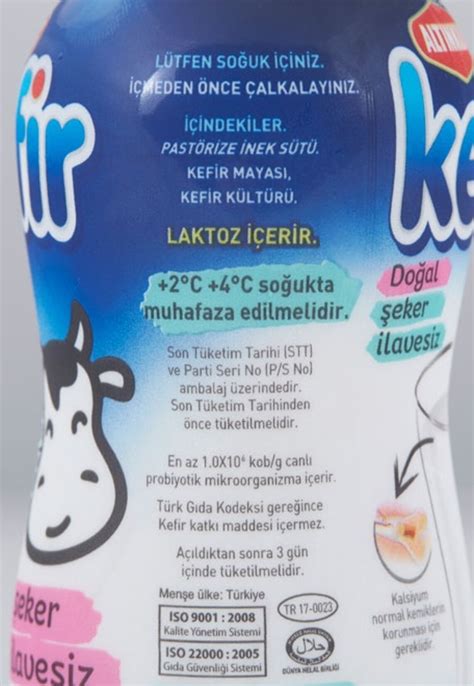 LÜTFEN SOĞUK İÇİNİZ.
İÇMEDEN ÖNCE ÇALKALAYINIZ.
İÇİNDEKİLER.
PASTÖRİZE İNEK SÜTÜ.
KEFİR MAYASI,
KEFİR KÜLTÜRÜ.
LAKTOZ İÇERİR.
+2°C +4°C soğukta
muhafaza edilmelidir.
Son Tüketim Tarihi (STT)
ve Parti Seri No (P/S No)
ambalaj üzerindedir.
Son Tüketim Tarihinden
önce tüketilmelidir.
En az 1.0X10⁶ kob/g canlı
probiyotik mikroorganizma içerir.
Türk Gıda Kodeksi gereğince
Kefir katkı maddesi içermez.
Açıldıktan sonra 3 gün
içinde tüketilmelidir.
Menşe ülke: Türkiye
ISO 9001 : 2008
Kalite Yönetim Sistemi
ISO 22000 : 2005
Gıda Güvenliği Sistemi
TR 17-0023
HALAL
DÜNYA HELAL BİRLİĞİ
fir
şeker
ilavesiz
ALTIN
ke
Doğal
şeker
ilavesiz
Kalsiyum
normal kemiklerin
korunması için
gereklidir.